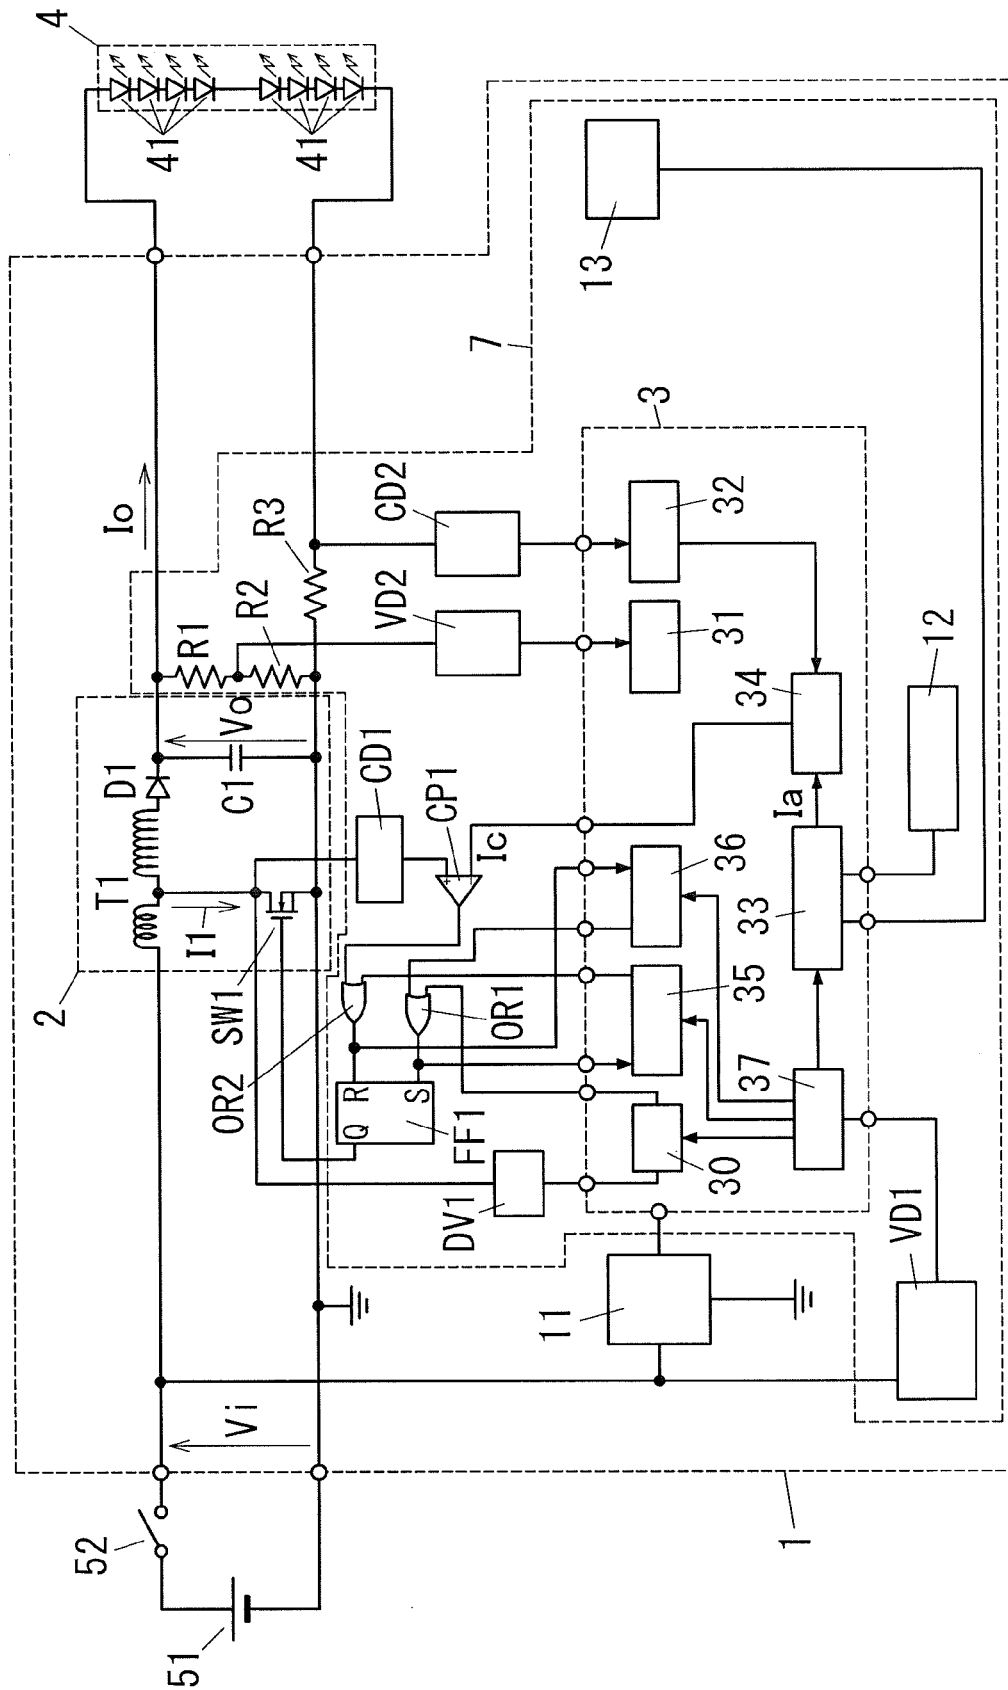 4
41
41
Io
R3
CD2
7
13
R1
R2
VD2
3
32
31
34
12
2
T1
D1
C1
Vo
I1
SW1
CD1
CP1
+
-
Ic
Ia
36
33
OR2
OR1
35
Q
R
S
FF1
37
DV1
30
VD1
11
Vi
52
51
1